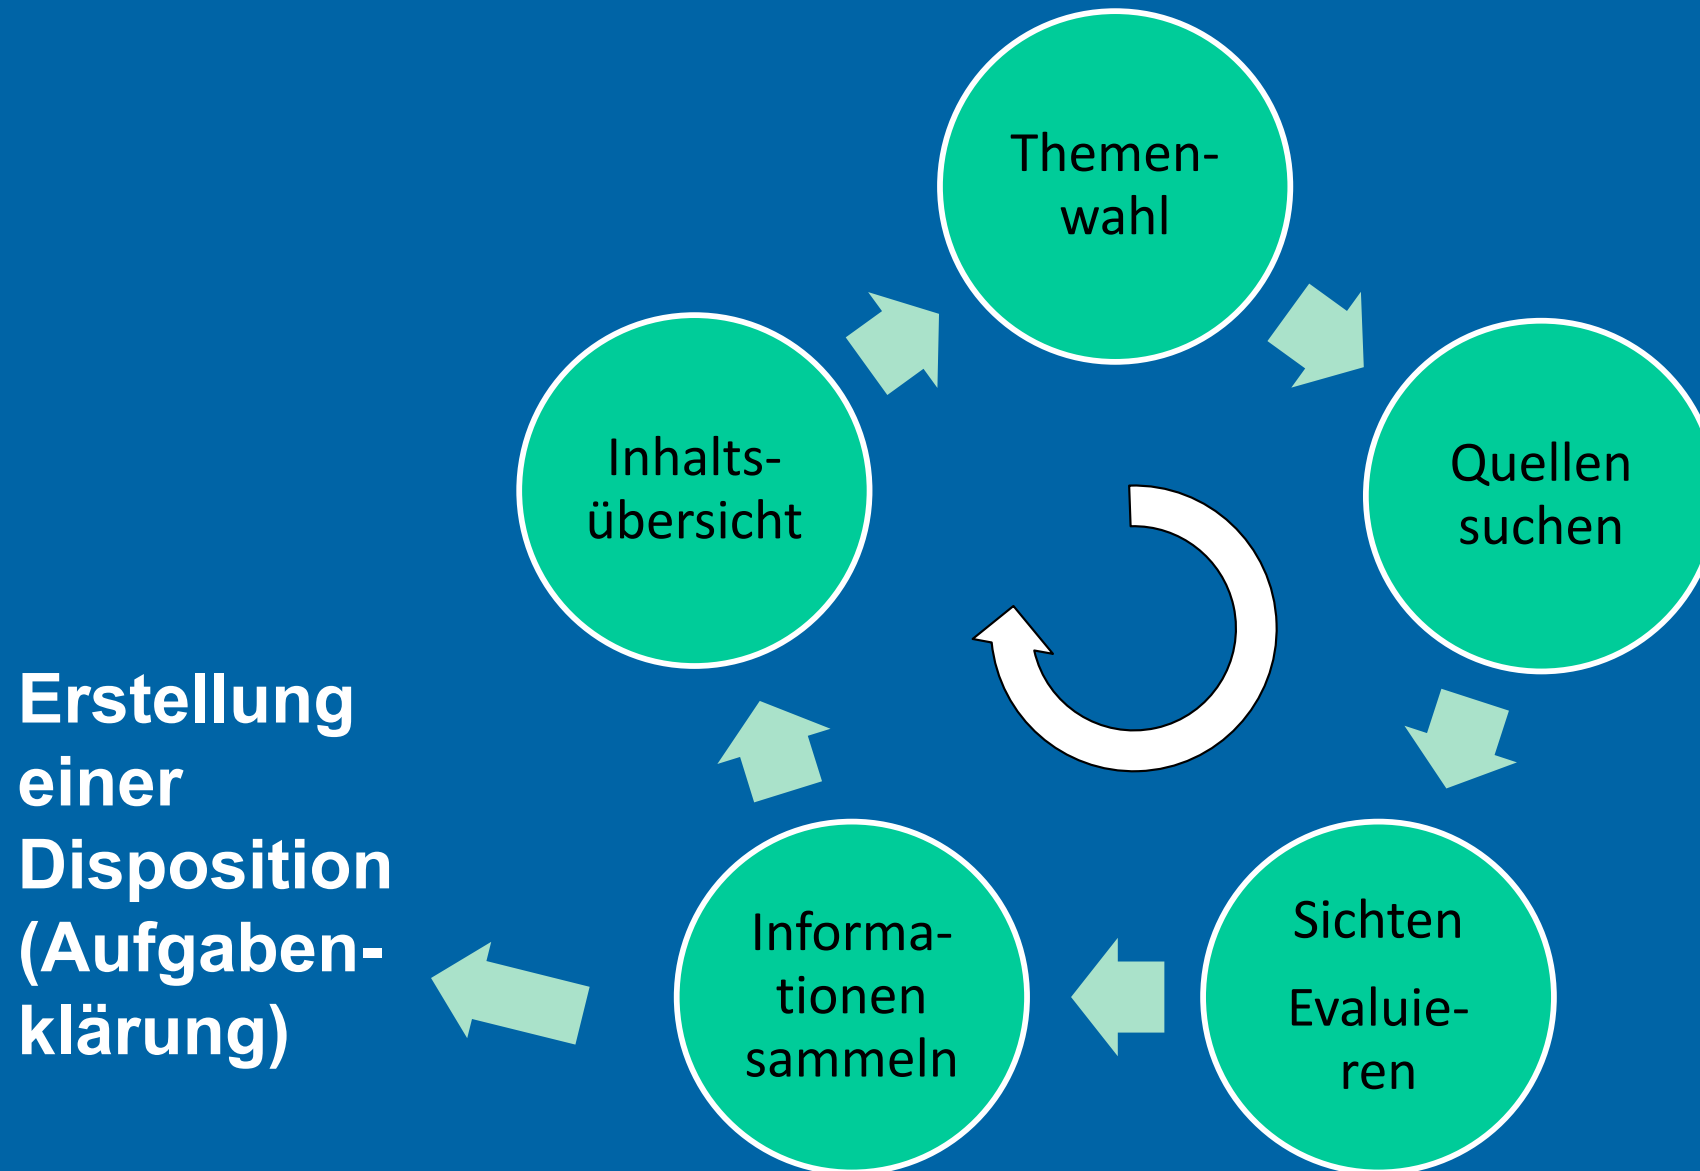 Themen-
wahl
Quellen
suchen
Sichten
Evaluie-
ren
Informa-
tionen
sammeln
Inhalts-
übersicht
Erstellung
einer
Disposition
(Aufgaben-
klärung)